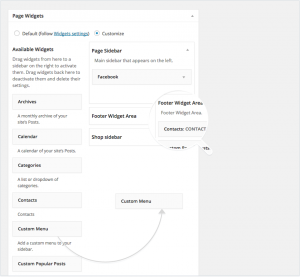 Page Widgets
Default (follow Widgets settings) Customise
Available Widgets
Drag widgets from here to a
sidebar on the right to activate
them. Drag widgets back here to
deactivate them and delete their
settings.
Archives
A monthly archive of your
site's Posts.
Calendar
A calendar of your site's Posts.
Categories
A list or dropdown of
categories.
Contacts
Contacts
Custom Menu
Add a custom menu to your
sidebar.
Custom Popular Posts
Page Sidebar
Main sidebar that appears on the left.
Facebook
Footer Widget Area
Shop sidebar
Footer Widget Area
Footer Widget Area
Contacts: CONTACT
Custom Menu